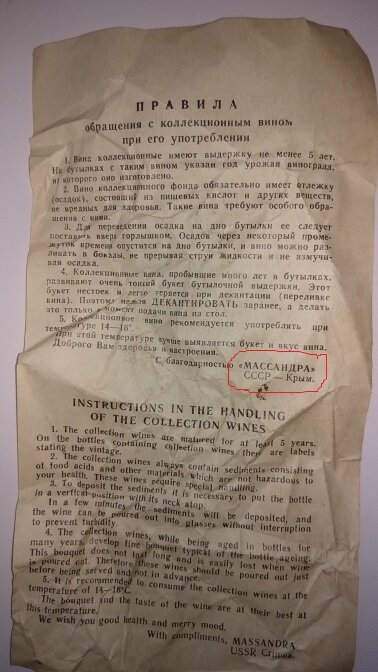 ПРАВИЛА
обращения с коллекционным вином
при его употреблении
1. Вина коллекционные имеют выдержку не менее 5 лет.
На бутылках с таким вином указан год урожая винограда,
из которого оно изготовлено.
2. Вино коллекционного фонда обязательно имеет отлежку
(осадок), состоящий из пищевых кислот и других веществ,
не вредных для здоровья. Такие вина требуют особого обра-
щения с ними.
3. Для переведения осадка на дно бутылки ее следует
поставить вверх горлышком. Осадок через некоторый проме-
жуток времени опустится на дно бутылки, и вино можно раз-
ливать в бокалы, не прерывая струи жидкости и не взмучи-
вая осадка.
4. Коллекционные вина, пробывшие много лет в бутылках,
развивают очень тонкий букет бутылочной выдержки. Этот
букет нестоек и легко теряется при декантации (переливке
вина). Поэтому нельзя ДЕКАНТИРОВАТЬ заранее, а делать
это только в момент подачи вина на стол.
5. Коллекционное вино рекомендуется употреблять при
температуре 14—16°.
При этой температуре лучше выявляется букет и вкус вина.
Доброго Вам здоровья и настроения.
С благодарностью «МАССАНДРА»
СССР — Крым.
INSTRUCTIONS IN THE HANDLING
OF THE COLLECTION WINES
1. The collection wines are matured for at least 5 years.
On the bottles containing collection wines there are labels
stating the vintage.
2. The collection wines always contain sediments consisting
of food acids and other materials which are not hazardous to
your health. These wines require special handling.
3. To deposit the sediments it is necessary to put the bottle
in a vertical position with its neck atop.
In a few minutes the sediments will be deposited, and
the wine can be poured out into glasses without interruption
to prevent turbidity.
4. The collection wines, while being aged in bottles for
many years, develop fine bouquet typical of the bottle ageing.
This bouquet does not last long and is easily lost when wine
is poured out. Therefore these wines should be poured out just
before being served and not in advance.
5. It is recommended to consume the collection wines at the
temperature of 14—16°C.
The bouquet and the taste of the wine are at their best at
this temperature.
We wish you good health and merry mood.
With compliments, MASSANDRA
USSR Crimea